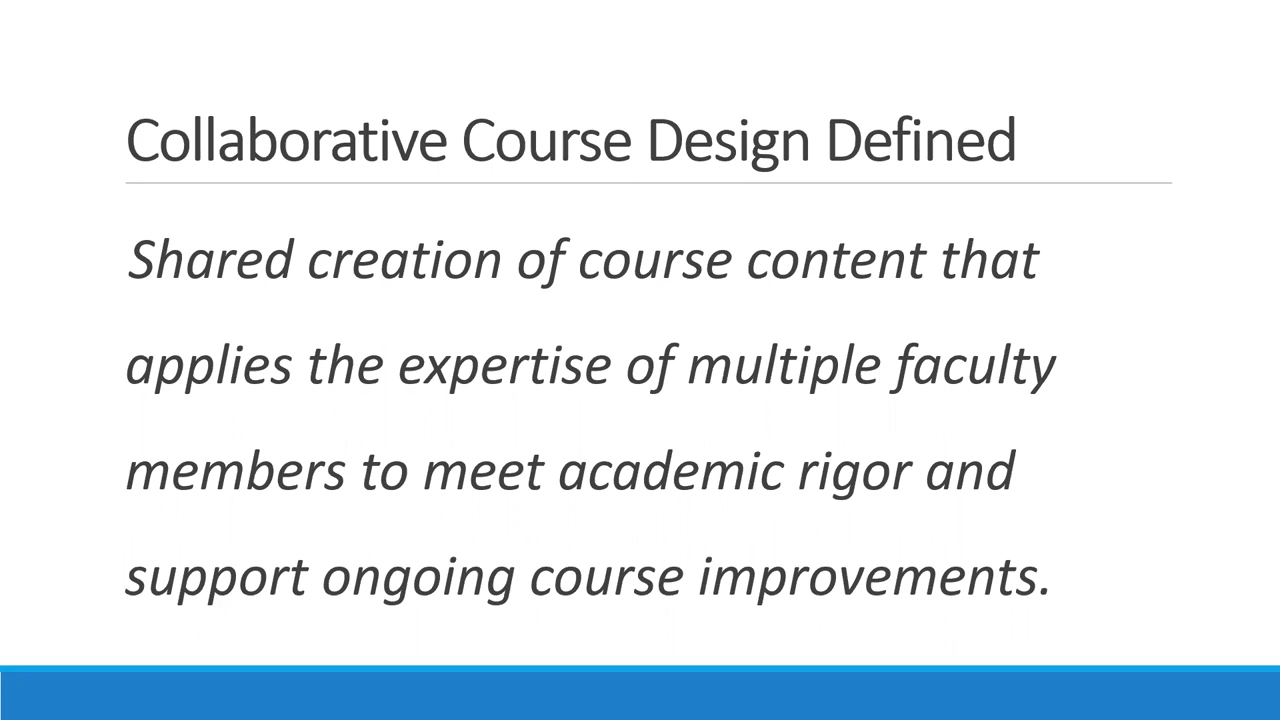 Collaborative Course Design Defined
Shared creation of course content that
applies the expertise of multiple faculty
members to meet academic rigor and
support ongoing course improvements.